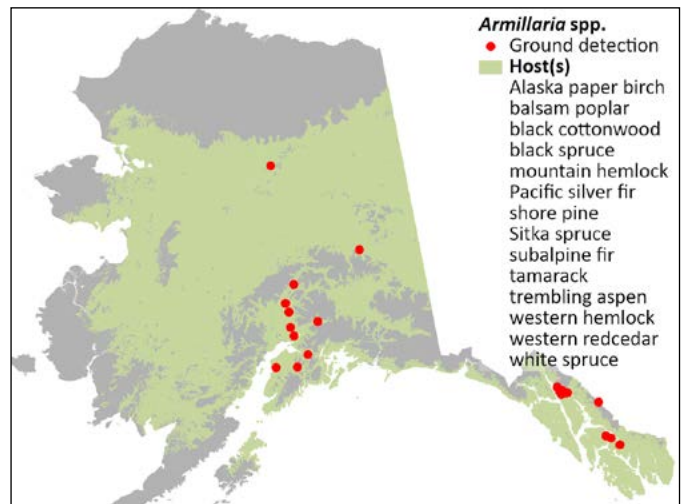 Armillaria spp.
Ground detection
Host(s)
Alaska paper birch
balsam poplar
black cottonwood
black spruce
mountain hemlock
Pacific silver fir
shore pine
Sitka spruce
subalpine fir
tamarack
trembling aspen
western hemlock
western redcedar
white spruce